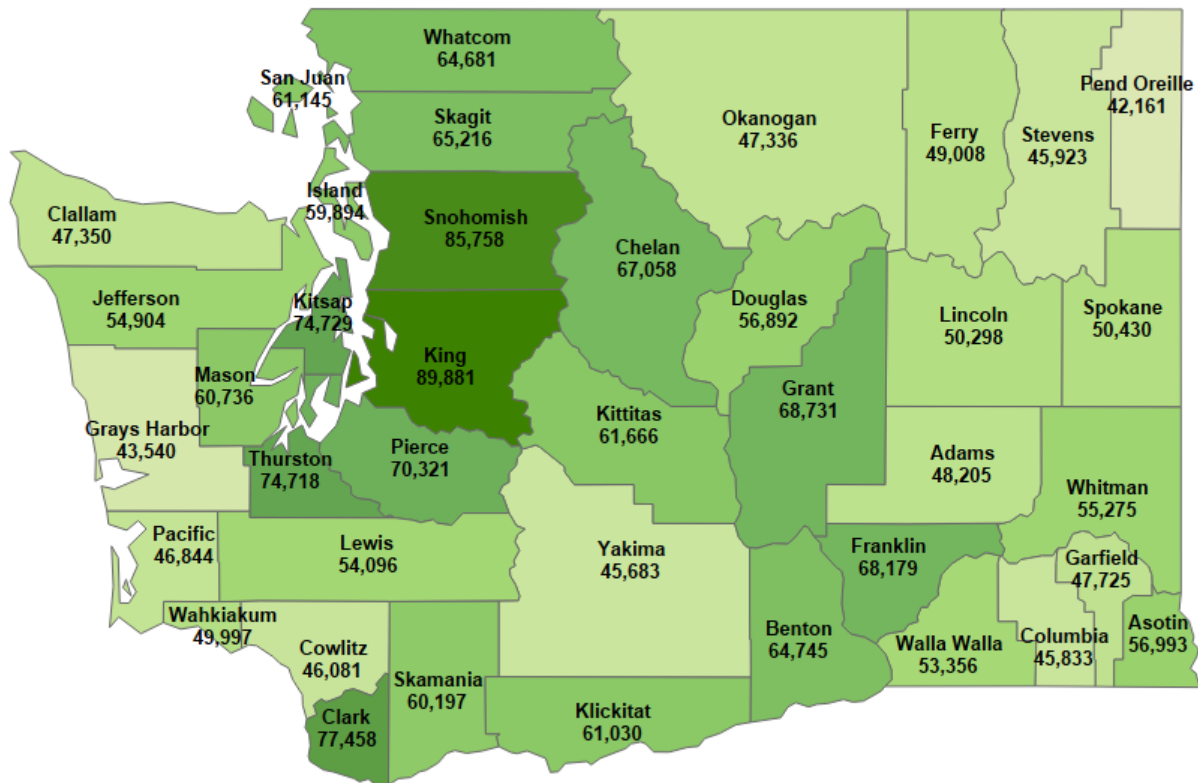 Whatcom
64,681
San Juan
61,145
Skagit
65,216
Okanogan
47,336
Ferry
49,008
Stevens
45,923
Pend Oreille
42,161
Island
59,894
Clallam
47,350
Snohomish
85,758
Chelan
67,058
Jefferson
54,904
Kitsap
74,729
Douglas
56,892
Lincoln
50,298
Spokane
50,430
King
89,881
Mason
60,736
Grant
68,731
Grays Harbor
43,540
Kittitas
61,666
Thurston
74,718
Pierce
70,321
Adams
48,205
Whitman
55,275
Pacific
46,844
Lewis
54,096
Yakima
45,683
Franklin
68,179
Garfield
47,725
Wahkiakum
49,997
Cowlitz
46,081
Skamania
60,197
Benton
64,745
Walla Walla
53,356
Columbia
45,833
Asotin
56,993
Clark
77,458
Klickitat
61,030